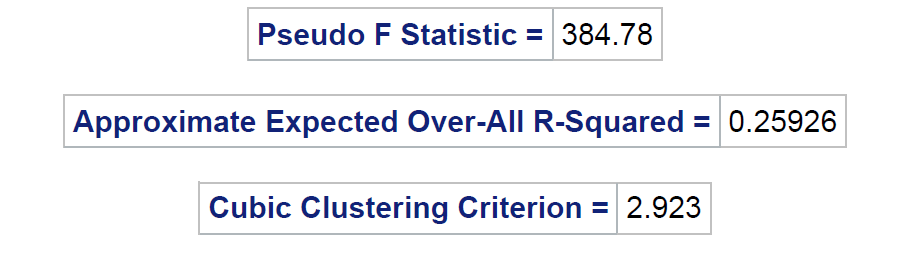 Pseudo F Statistic = 384.78
Approximate Expected Over-All R-Squared = 0.25926
Cubic Clustering Criterion = 2.923